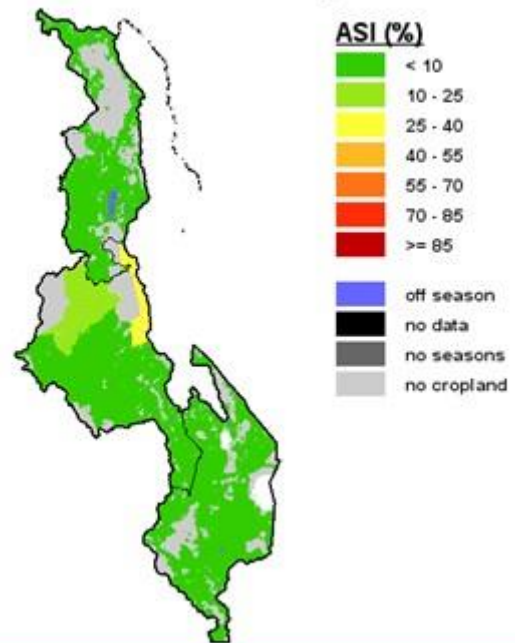 ASI (%)
< 10
10 - 25
25 - 40
40 - 55
55 - 70
70 - 85
>= 85
off season
no data
no seasons
no cropland